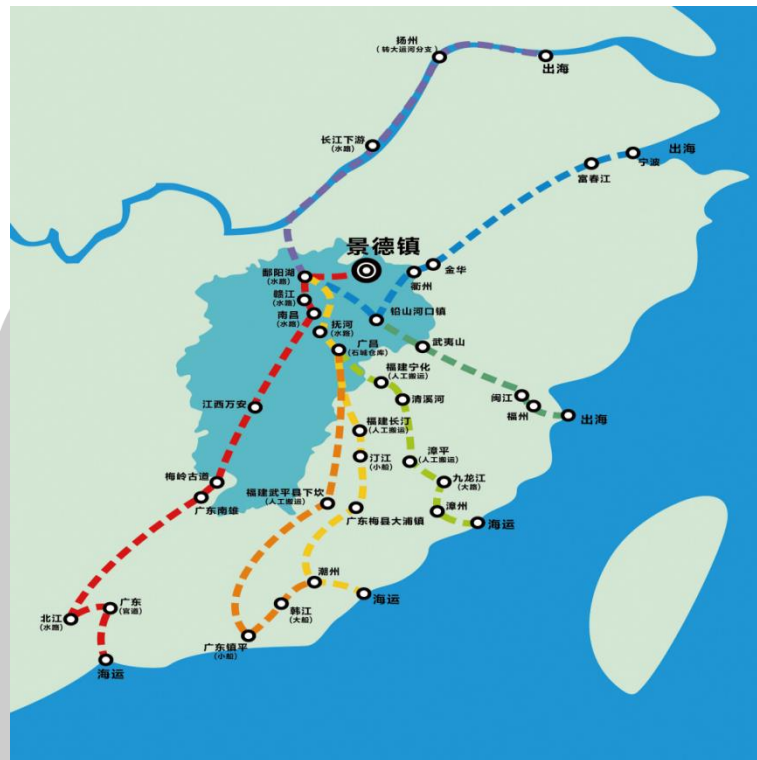 扬州
(转大运河分支)
出海
长江下游
(水路)
出海
宁波
富春江
景德镇
金华
衢州
鄱阳湖
(水路)
赣江
(水路)
南昌
(水路)
铅山河口镇
抚河
(水路)
武夷山
广昌
(石城仓库)
福建宁化
(人工搬运)
清溪河
闽江
福州
出海
江西万安
福建长汀
(人工搬运)
汀江
(小船)
漳平
(人工搬运)
九龙江
(大路)
梅岭古道
广东南雄
福建武平县下坎
(人工搬运)
广东梅县大浦镇
漳州
海运
潮州
海运
韩江
(大船)
广东镇平
(小船)
北江
(水路)
广东
(官道)
海运